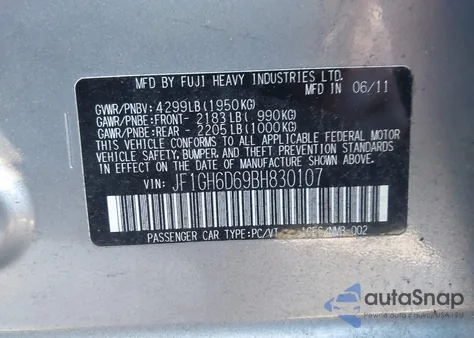 MFD BY FUJI HEAVY INDUSTRIES LTD.
MFD IN 06/11
GVWR/PNBV: 4299LB(1950KG)
GAWR/PNBE:FRONT- 2183LB( 990KG)
GAWR/PNBE:REAR - 2205LB(1000KG)
THIS VEHICLE CONFORMS TO ALL APPLICABLE FEDERAL MOTOR
VEHICLE SAFETY, BUMPER, AND THEFT PREVENTION
STANDARDS IN EFFECT ON THE DATE OF MANUFACTURE
SHOWN ABOVE.
VIN: JF1GH6D69BH830107
PASSENGER CAR TYPE:PC/VT
autoSnap